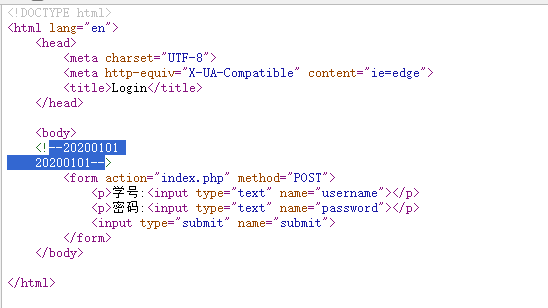 <!DOCTYPE html>
<html lang="en">
<head>
<meta charset="UTF-8">
<meta http-equiv="X-UA-Compatible" content="ie=edge">
<title>Login</title>
</head>
<body>
<!--20200101
20200101-->
<form action="index.php" method="POST">
<p>学号:<input type="text" name="username"></p>
<p>密码:<input type="text" name="password"></p>
<input type="submit" name="submit">
</form>
</body>
</html>